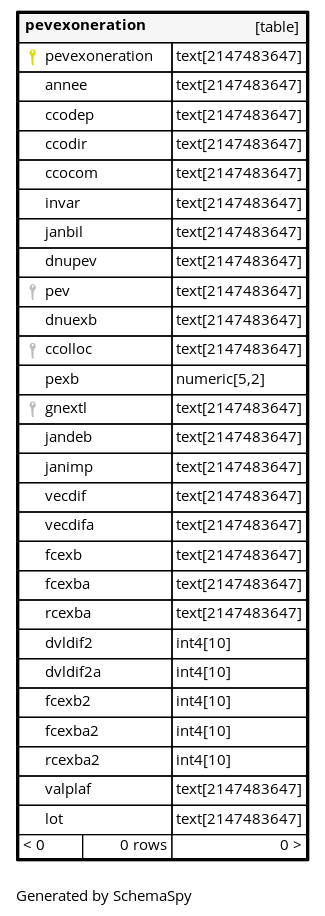 pevexoneration [table]
pevexoneration text[2147483647]
annee text[2147483647]
ccodep text[2147483647]
ccodir text[2147483647]
ccocom text[2147483647]
invar text[2147483647]
janbil text[2147483647]
dnupev text[2147483647]
pev text[2147483647]
dnuexb text[2147483647]
ccolloc text[2147483647]
pexb numeric[5,2]
gnextl text[2147483647]
jandeb text[2147483647]
janimp text[2147483647]
vecdif text[2147483647]
vecdifa text[2147483647]
fcexb text[2147483647]
fcexba text[2147483647]
rcexba text[2147483647]
dvldif2 int4[10]
dvldif2a int4[10]
fcexb2 int4[10]
fcexba2 int4[10]
rcexba2 int4[10]
valplaf text[2147483647]
lot text[2147483647]
< 0 0 rows 0 >
Generated by SchemaSpy